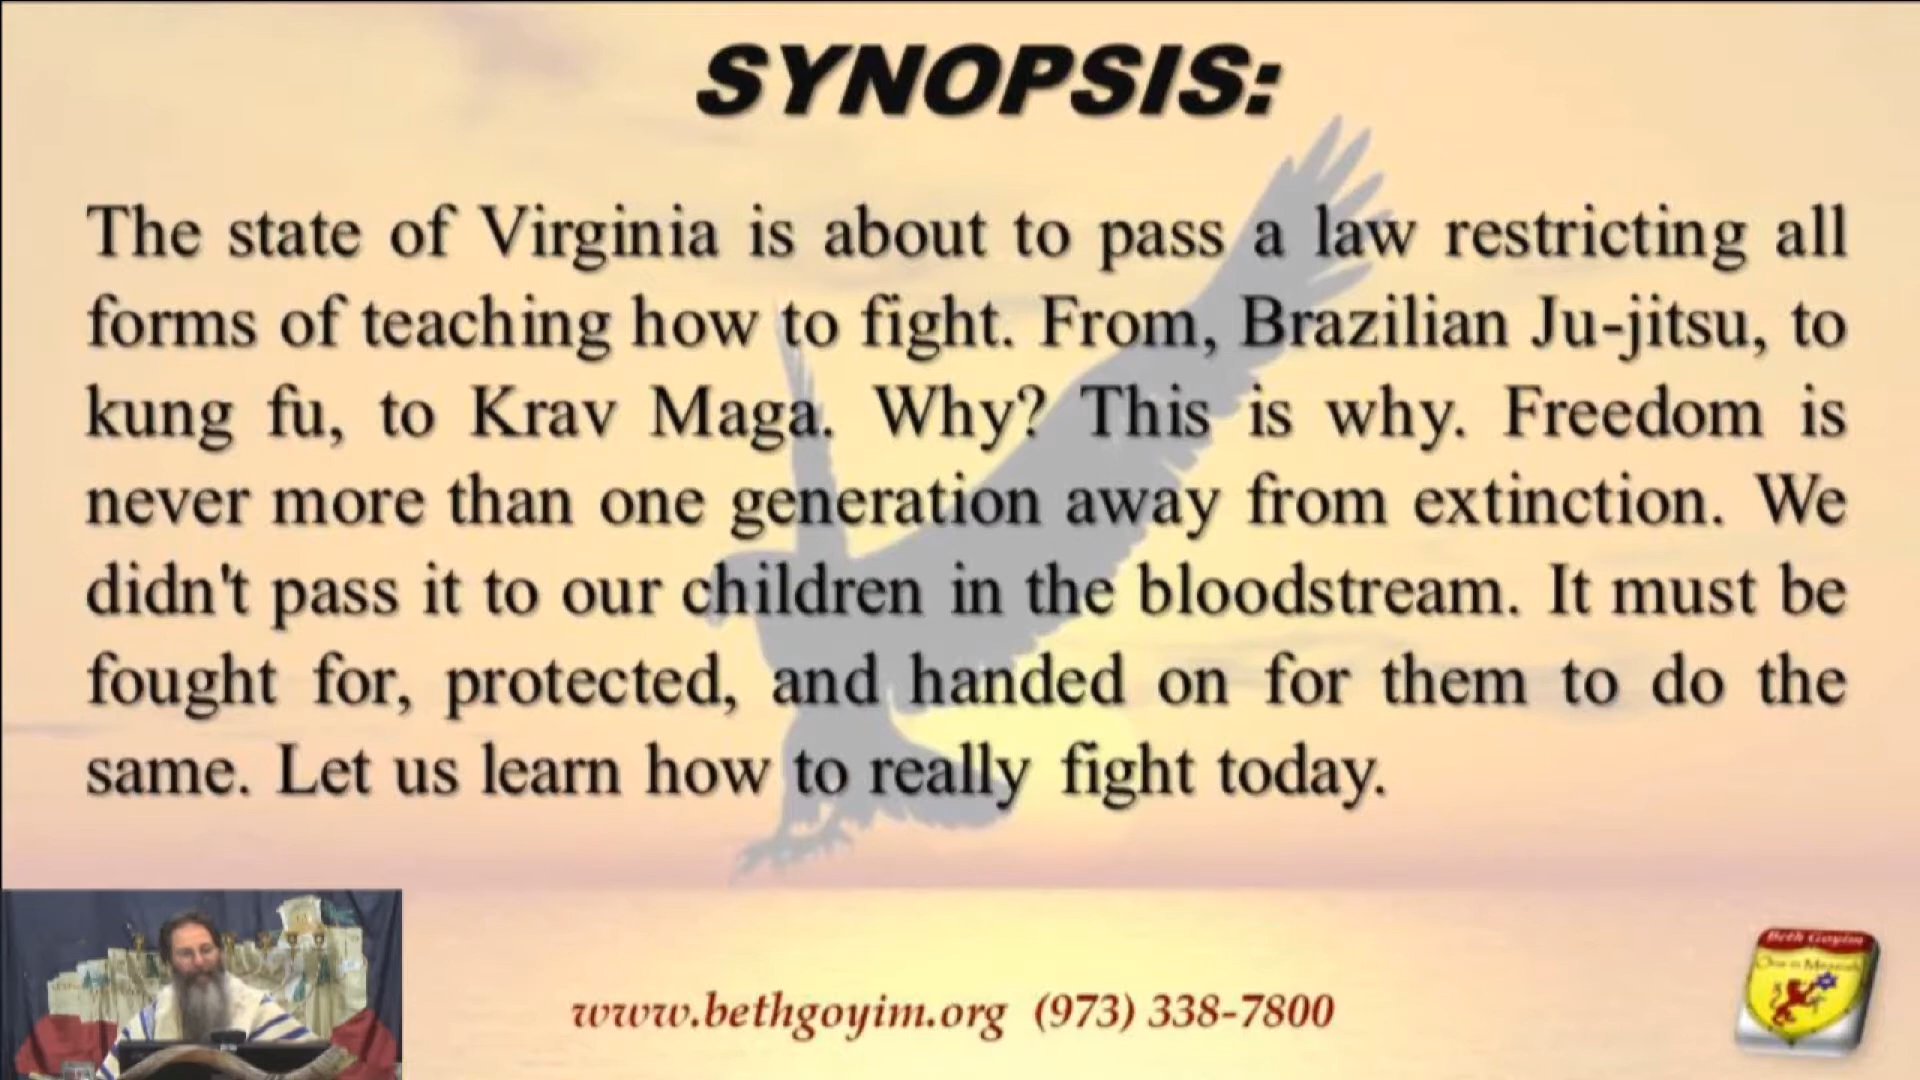 SYNOPSIS:
The state of Virginia is about to pass a law restricting all
forms of teaching how to fight. From, Brazilian Ju-jitsu, to
kung fu, to Krav Maga. Why? This is why. Freedom is
never more than one generation away from extinction. We
didn't pass it to our children in the bloodstream. It must be
fought for, protected, and handed on for them to do the
same. Let us learn how to really fight today.
www.bethgoyim.org (973) 338-7800
Beth Goyim
One in Messiah